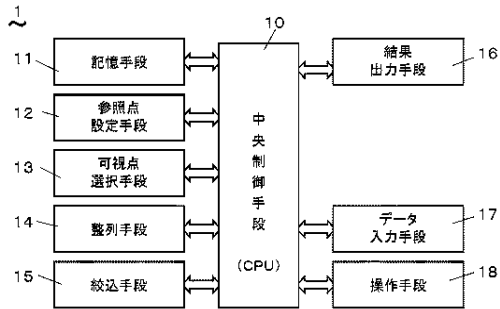 1
10
11
記憶手段
12
参照点
設定手段
13
可視点
選択手段
14
整列手段
15
絞込手段
中央制御手段
(CPU)
結果
出力手段
16
データ
入力手段
17
操作手段
18